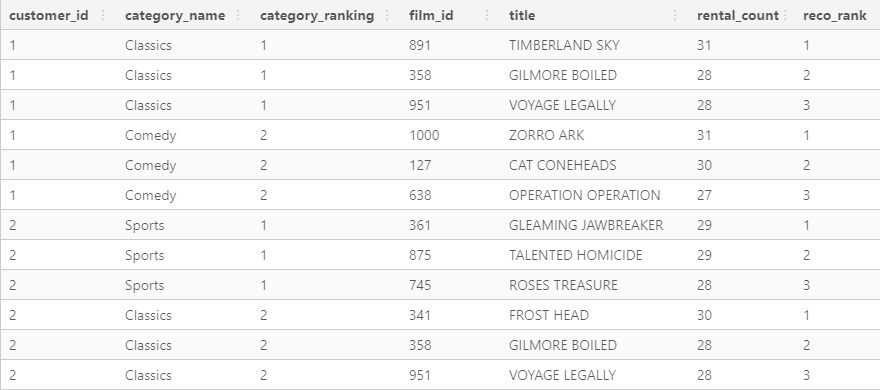 customer_id category_name category_ranking film_id title rental_count reco_rank
1 Classics 1 891 TIMBERLAND SKY 31 1
1 Classics 1 358 GILMORE BOILED 28 2
1 Classics 1 951 VOYAGE LEGALLY 28 3
1 Comedy 2 1000 ZORRO ARK 31 1
1 Comedy 2 127 CAT CONEHEADS 30 2
1 Comedy 2 638 OPERATION OPERATION 27 3
2 Sports 1 361 GLEAMING JAWBREAKER 29 1
2 Sports 1 875 TALENTED HOMICIDE 29 2
2 Sports 1 745 ROSES TREASURE 28 3
2 Classics 2 341 FROST HEAD 30 1
2 Classics 2 358 GILMORE BOILED 28 2
2 Classics 2 951 VOYAGE LEGALLY 28 3